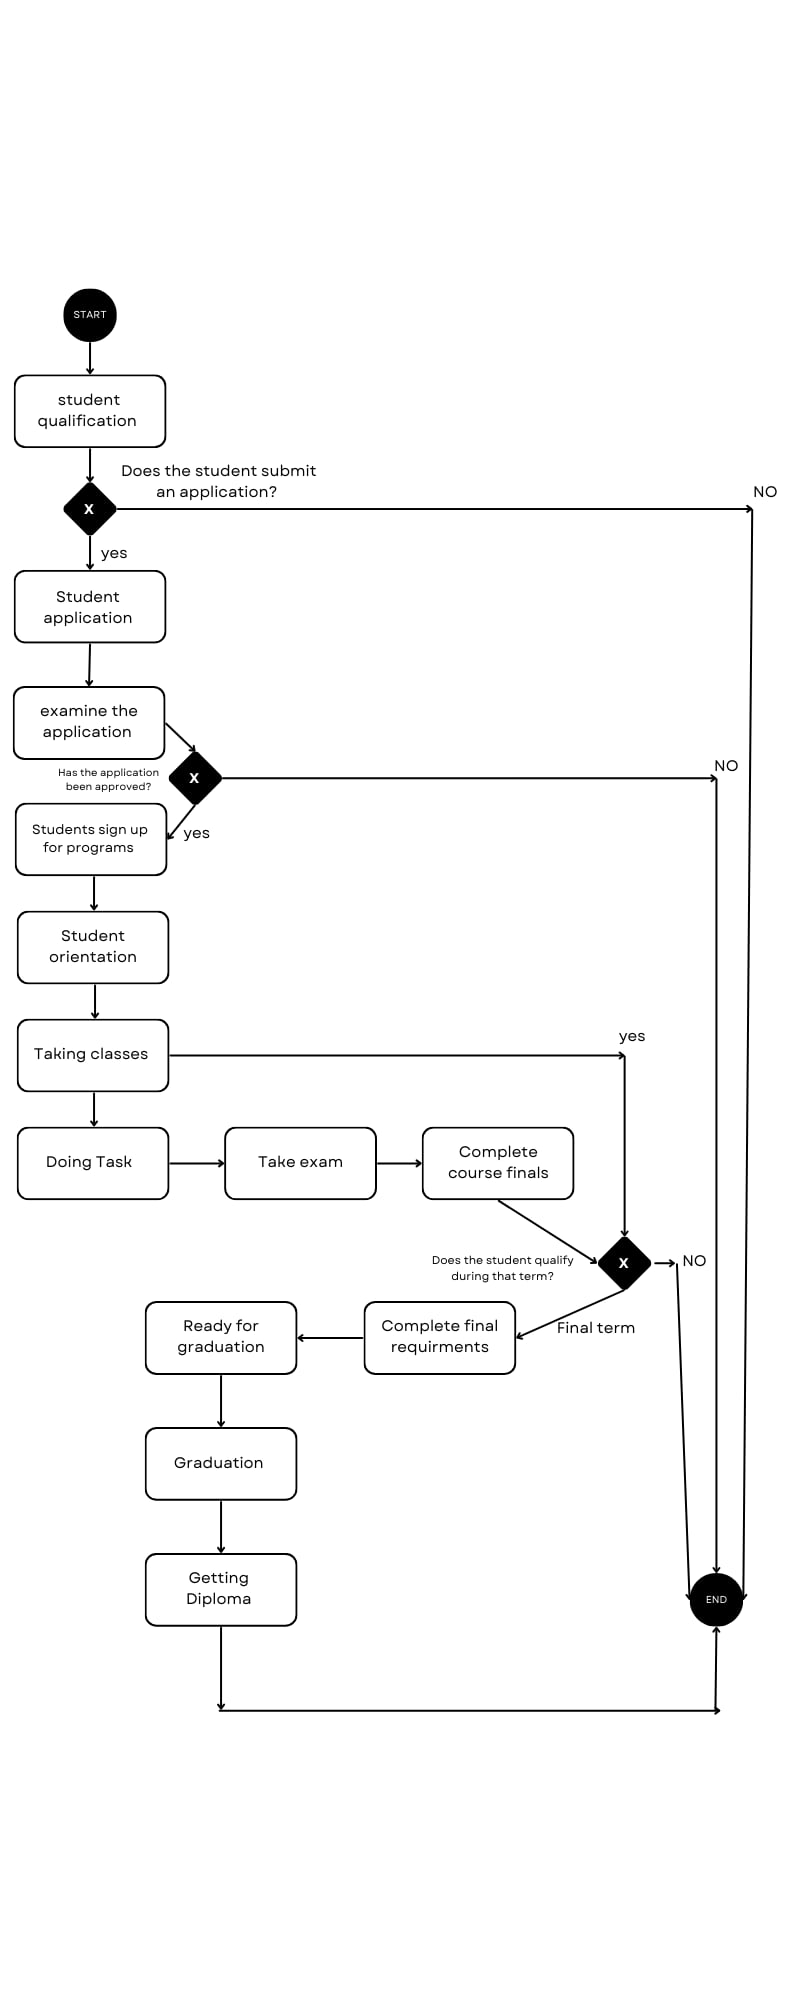 START
student
qualification
Does the student submit
an application?
NO
X
yes
Student
application
examine the
application
NO
Has the application
been approved?
X
Students sign up
for programs
yes
Student
orientation
yes
Taking classes
Doing Task
Take exam
Complete
course finals
Does the student qualify
during that term?
X
NO
Ready for
graduation
Complete final
requirments
Final term
Graduation
Getting
Diploma
END